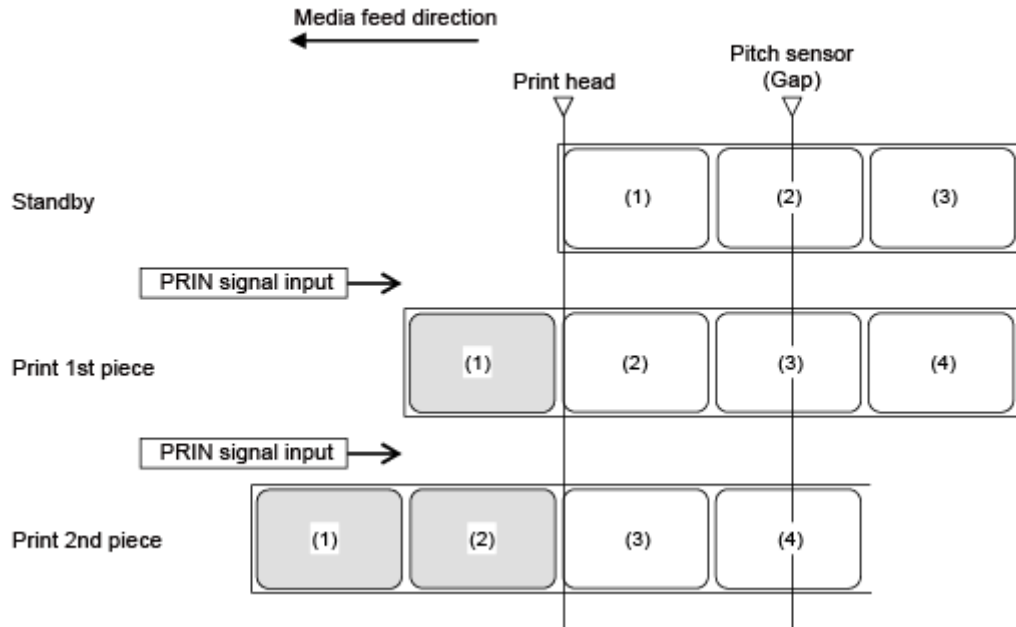 Media feed direction
Print head
Pitch sensor
(Gap)
Standby
(1)
(2)
(3)
PRIN signal input
Print 1st piece
(1)
(2)
(3)
(4)
PRIN signal input
Print 2nd piece
(1)
(2)
(3)
(4)